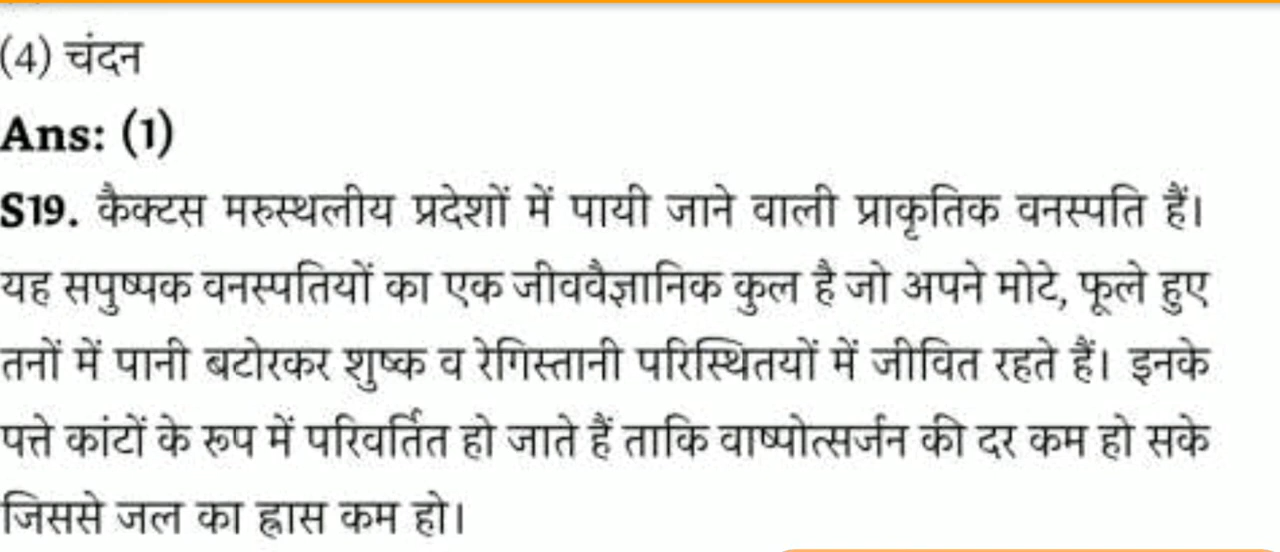 (4) चंदन
Ans: (1)
S19. कैक्टस मरुस्थलीय प्रदेशों में पायी जाने वाली प्राकृतिक वनस्पति हैं।
यह सपुष्पक वनस्पतियों का एक जीववैज्ञानिक कुल है जो अपने मोटे, फूले हुए
तनों में पानी बटोरकर शुष्क व रेगिस्तानी परिस्थितयों में जीवित रहते हैं। इनके
पत्ते कांटों के रूप में परिवर्तित हो जाते हैं ताकि वाष्पोत्सर्जन की दर कम हो सके
जिससे जल का ह्रास कम हो।